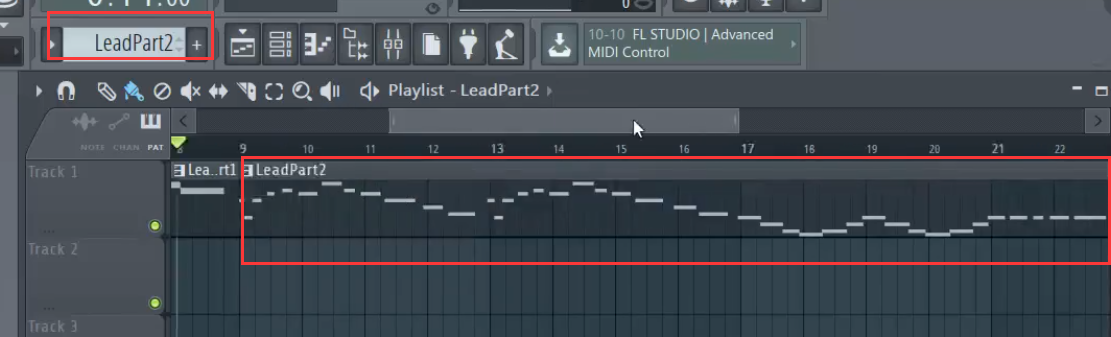 LeadPart2 +
10-10 FL STUDIO | Advanced
MIDI Control
Playlist - LeadPart2
NOTE CHAN PAT
9 10 11 12 13 14 15 16 17 18 19 20 21 22
Track 1
Lea..rt1 LeadPart2
Track 2
Track 3